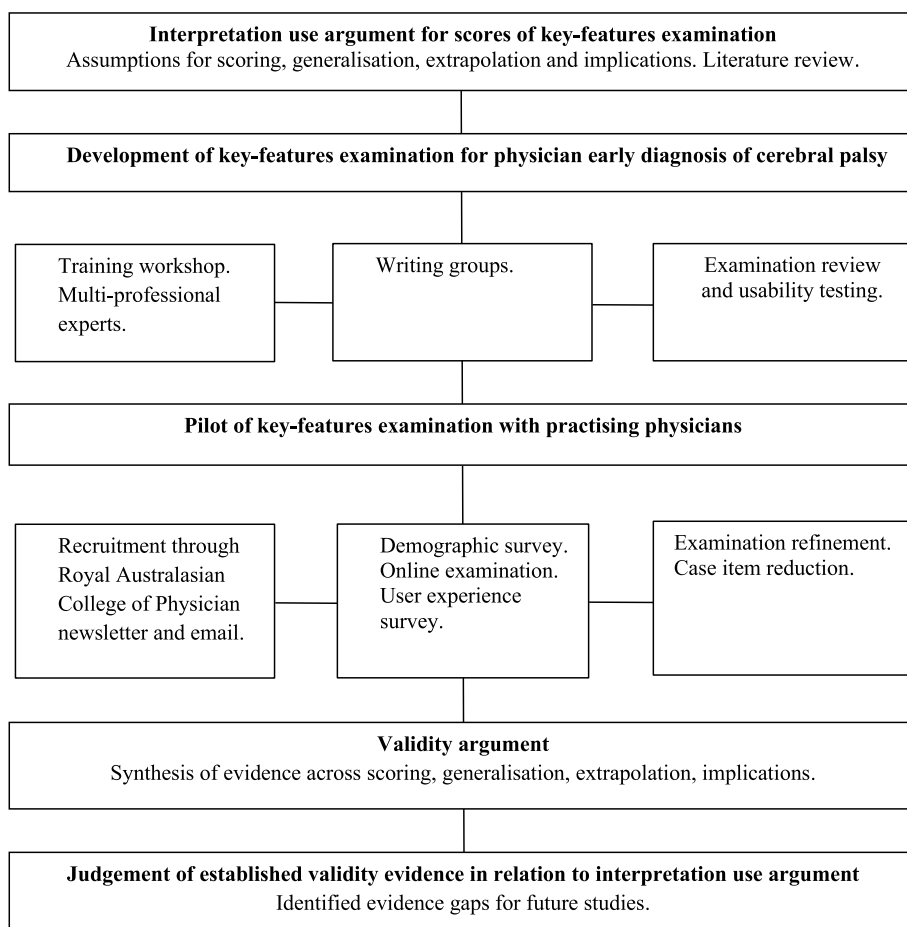 Interpretation use argument for scores of key-features examination
Assumptions for scoring, generalisation, extrapolation and implications. Literature review.
Development of key-features examination for physician early diagnosis of cerebral palsy
Training workshop.
Multi-professional
experts.
Writing groups.
Examination review
and usability testing.
Pilot of key-features examination with practising physicians
Recruitment through
Royal Australasian
College of Physician
newsletter and email.
Demographic survey.
Online examination.
User experience
survey.
Examination refinement.
Case item reduction.
Validity argument
Synthesis of evidence across scoring, generalisation, extrapolation, implications.
Judgement of established validity evidence in relation to interpretation use argument
Identified evidence gaps for future studies.